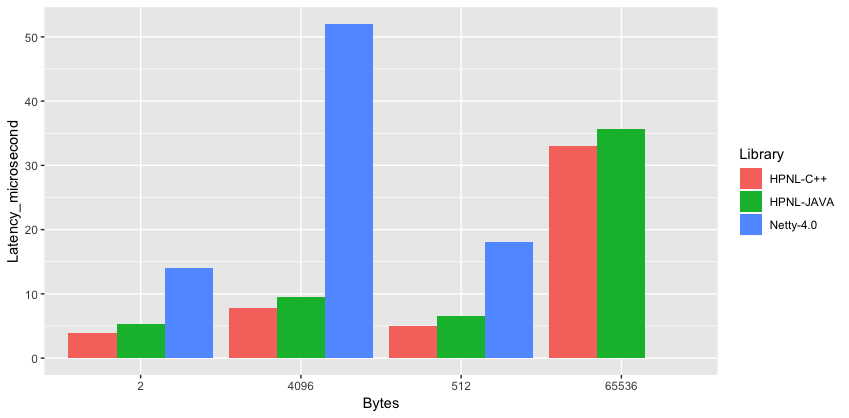 50
40
30
20
10
0
Latency_microsecond
2
4096
512
65536
Bytes
Library
HPNL-C++
HPNL-JAVA
Netty-4.0